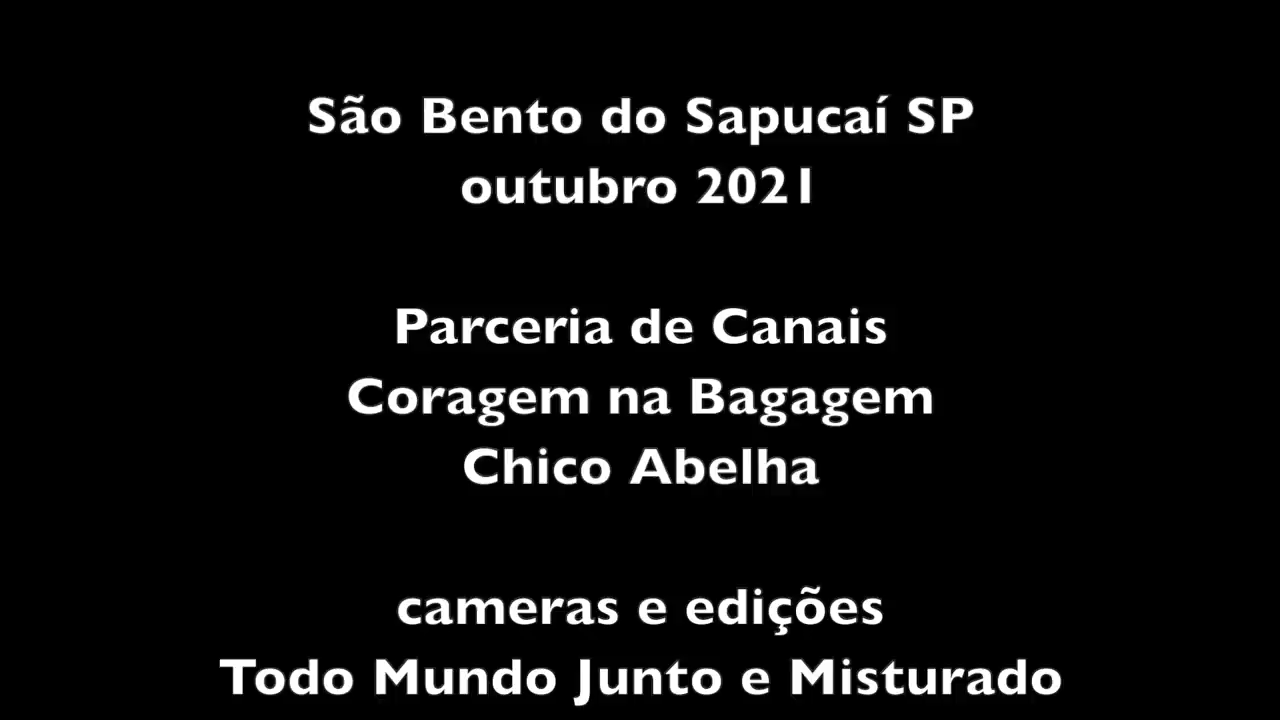 São Bento do Sapucaí SP
outubro 2021
Parceria de Canais
Coragem na Bagagem
Chico Abelha
cameras e edições
Todo Mundo Junto e Misturado